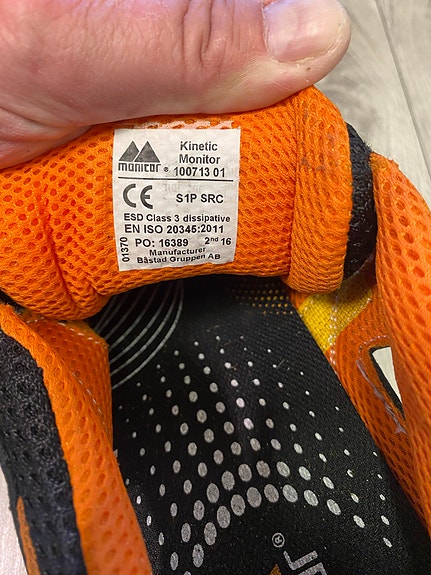 Kinetic
Monitor
monitor ® 100713 01
CE S1P SRC
ESD Class 3 dissipative
EN ISO 20345:2011
PO: 16389 2nd 16
Manufacturer
Båstad Gruppen AB
01370
®